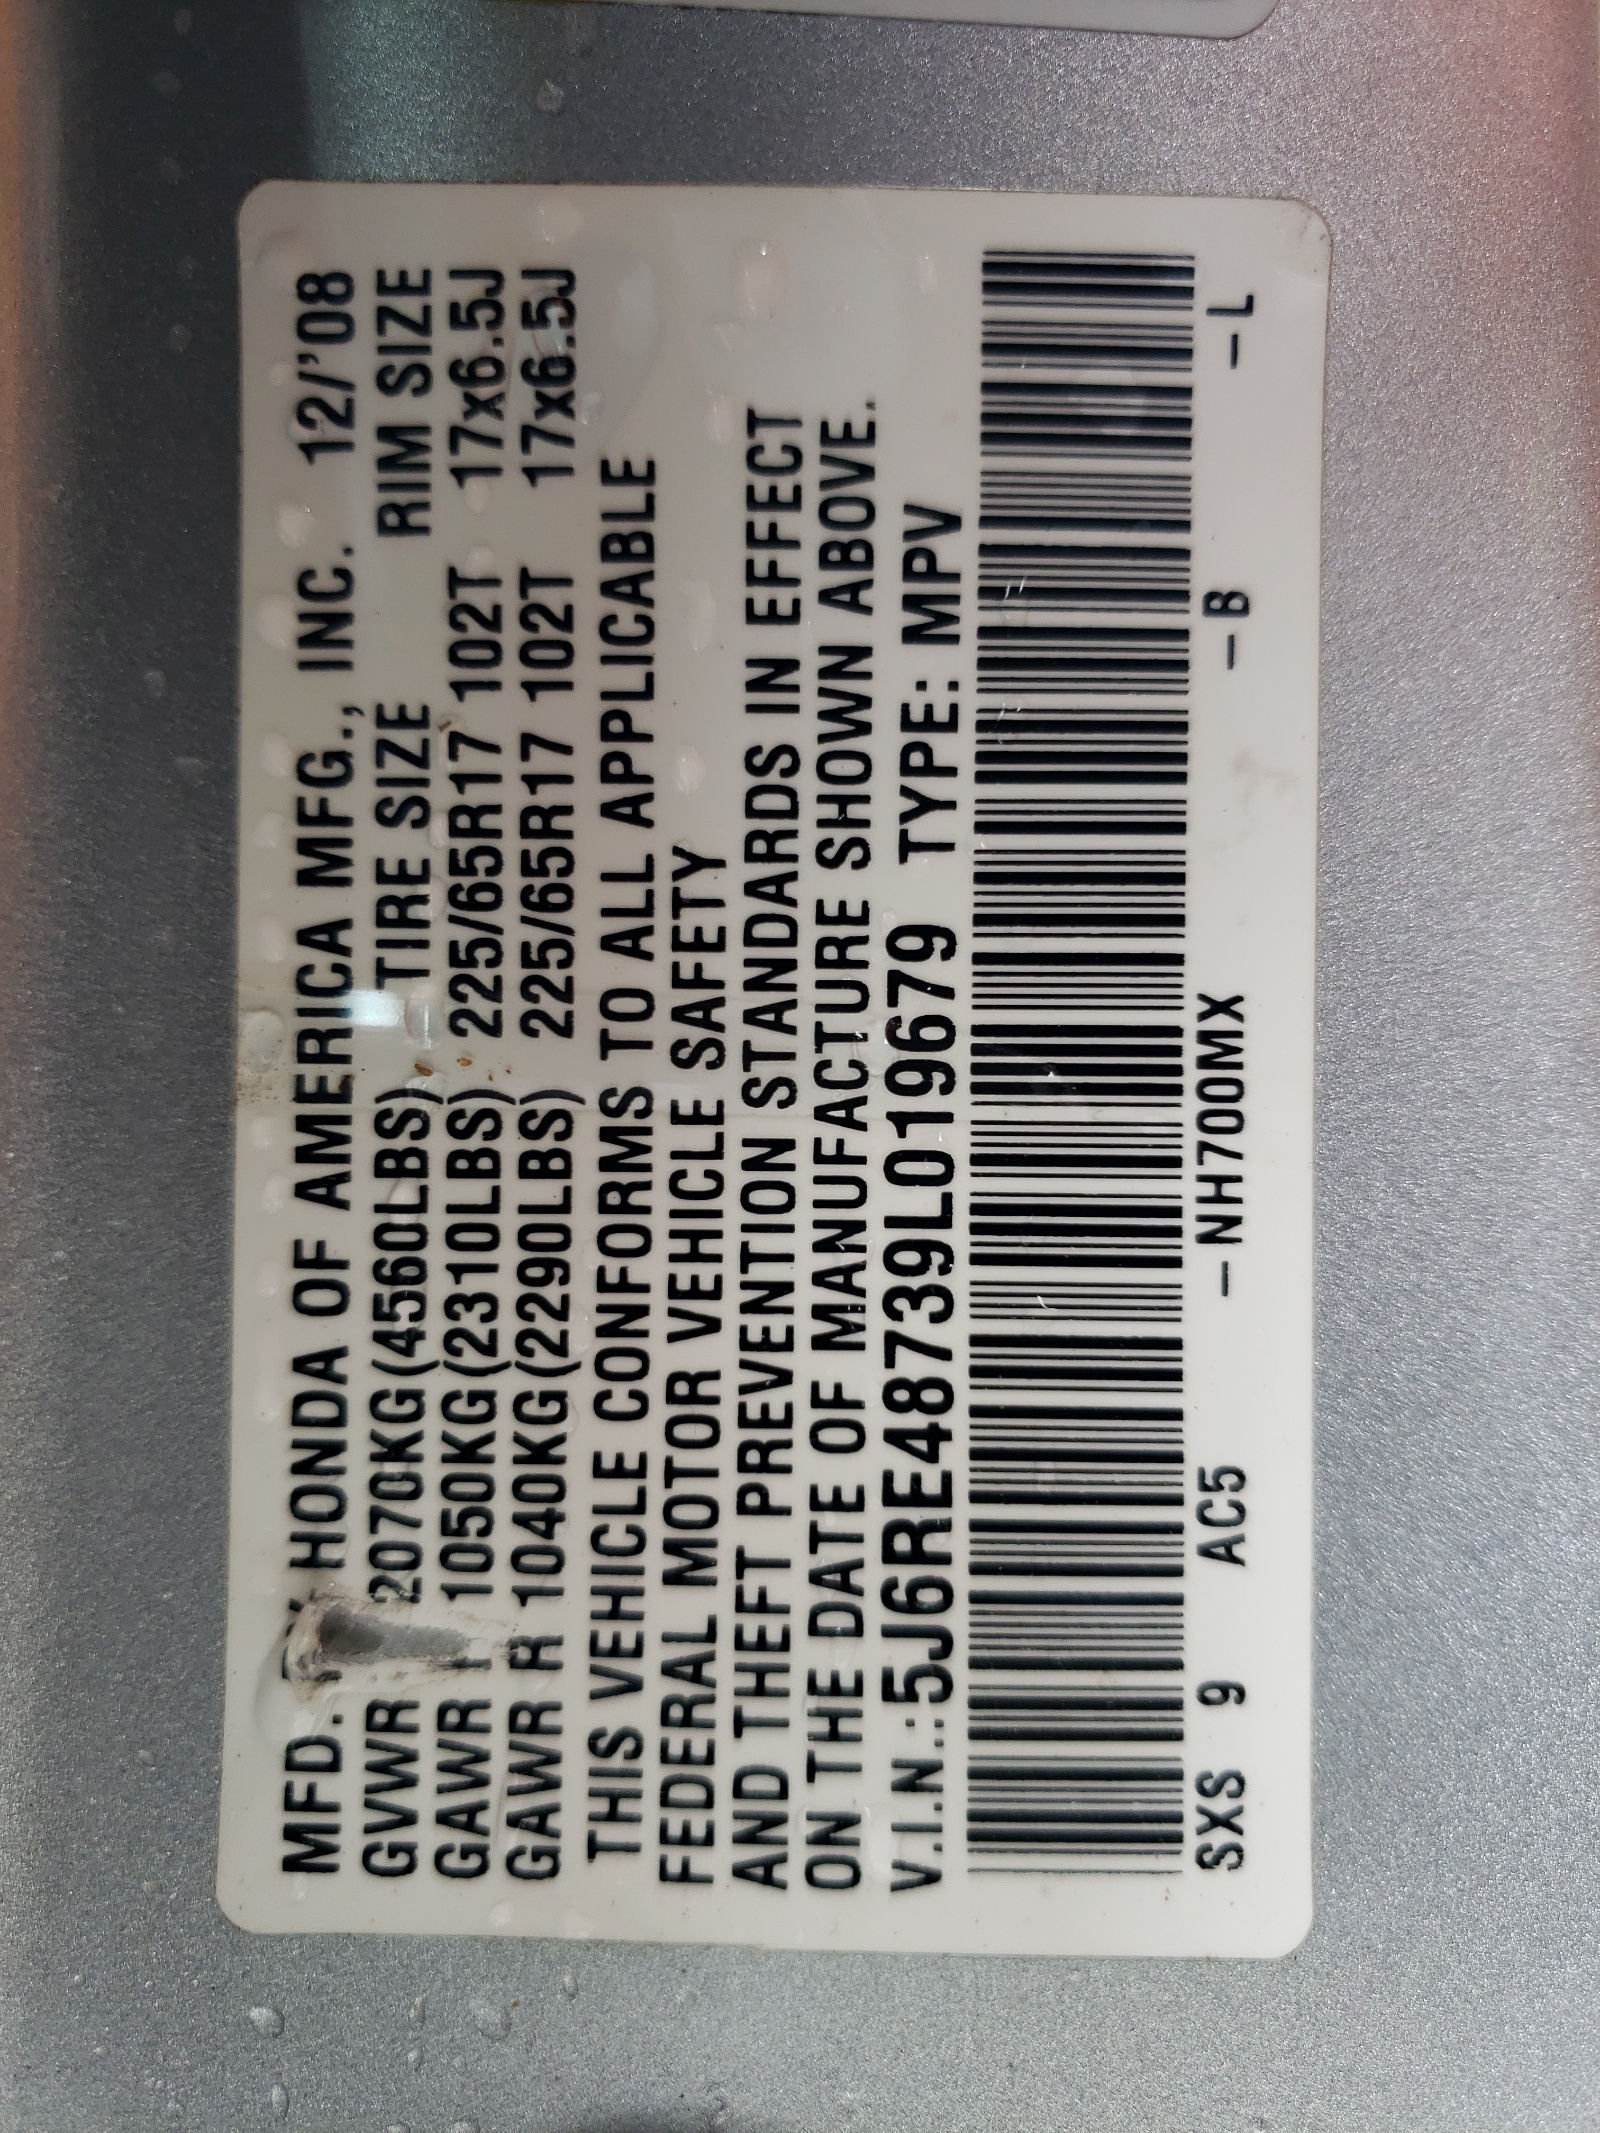 MFD. HONDA OF AMERICA MFG., INC. 12/'08
GVWR 2070KG(4560LBS) TIRE SIZE RIM SIZE
GAWR 1050KG(2310LBS) 225/65R17 102T 17x6.5J
GAWR R 1040KG(2290LBS) 225/65R17 102T 17x6.5J
THIS VEHICLE CONFORMS TO ALL APPLICABLE
FEDERAL MOTOR VEHICLE SAFETY
AND THEFT PREVENTION STANDARDS IN EFFECT
ON THE DATE OF MANUFACTURE SHOWN ABOVE.
V.I.N.:5J6RE48739L019679 TYPE: MPV
SXS 9 AC5 –NH700MX –B –L